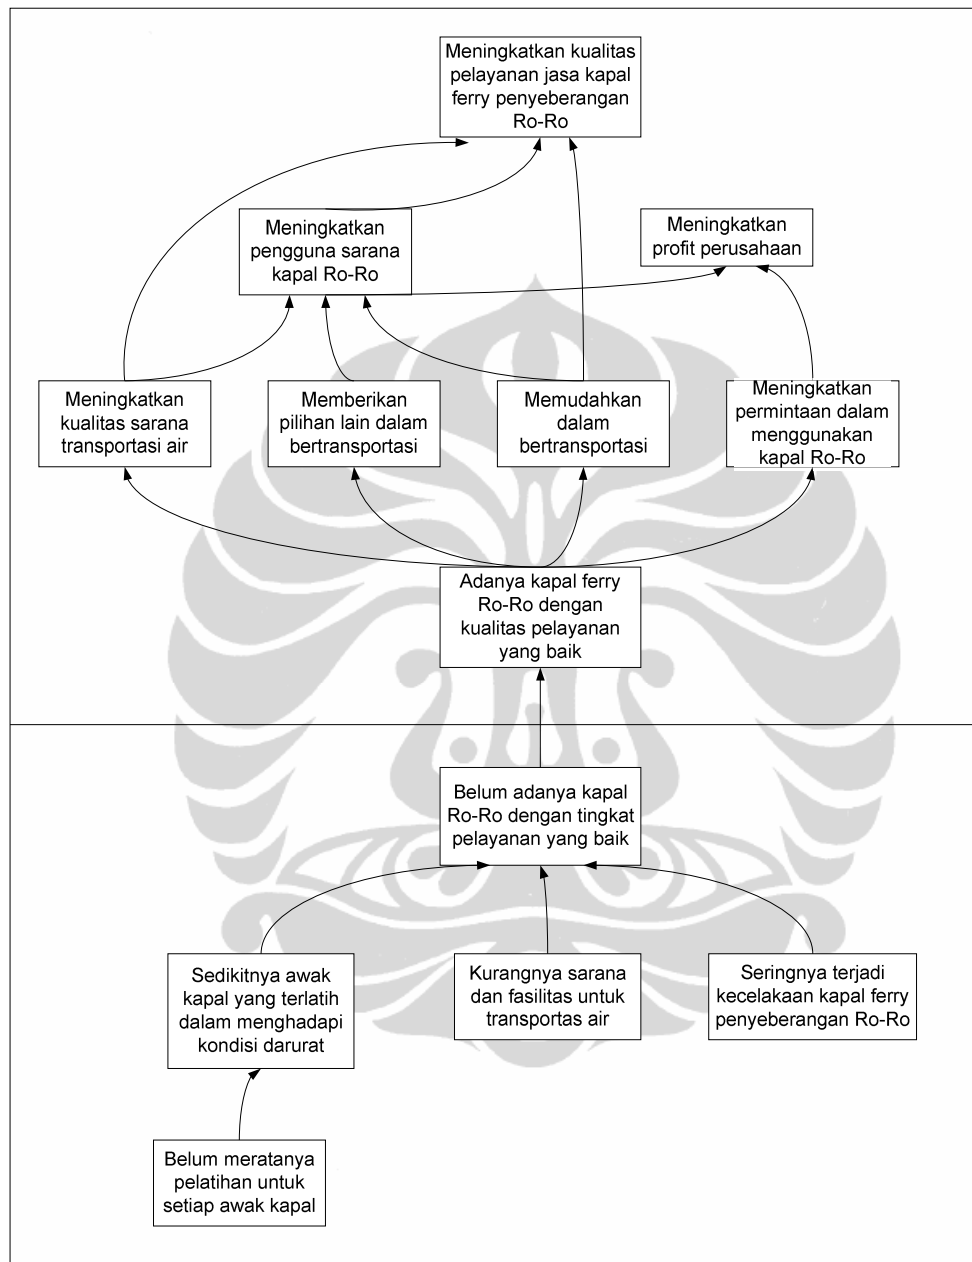 Meningkatkan kualitas
pelayanan jasa kapal
ferry penyeberangan
Ro-Ro
Meningkatkan
pengguna sarana
kapal Ro-Ro
Meningkatkan
profit perusahaan
Meningkatkan
kualitas sarana
transportasi air
Memberikan
pilihan lain dalam
bertransportasi
Memudahkan
dalam
bertransportasi
Meningkatkan
permintaan dalam
menggunakan
kapal Ro-Ro
Adanya kapal ferry
Ro-Ro dengan
kualitas pelayanan
yang baik
Belum adanya kapal
Ro-Ro dengan tingkat
pelayanan yang baik
Sedikitnya awak
kapal yang terlatih
dalam menghadapi
kondisi darurat
Kurangnya sarana
dan fasilitas untuk
transportas air
Seringnya terjadi
kecelakaan kapal ferry
penyeberangan Ro-Ro
Belum meratanya
pelatihan untuk
setiap awak kapal